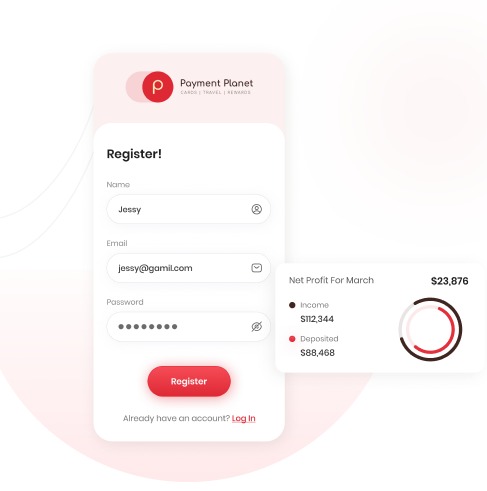 Payment Planet
CARDS | TRAVEL | REWARDS
Register!
Name
Jessy
Email
jessy@gamil.com
Password
Register
Already have an account? Log In
Net Profit For March
$23,876
Income
$112,344
Deposited
$88,468